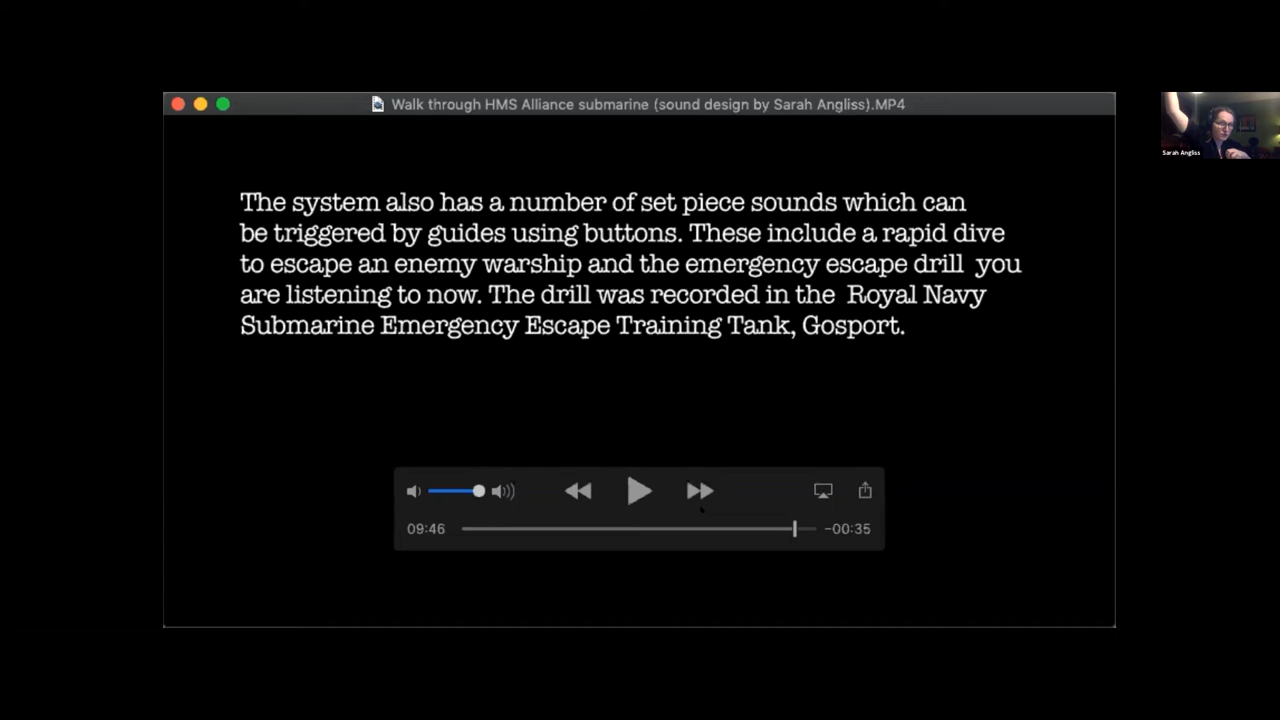 Walk through HMS Alliance submarine (sound design by Sarah Angliss).MP4
The system also has a number of set piece sounds which can
be triggered by guides using buttons. These include a rapid dive
to escape an enemy warship and the emergency escape drill  you
are listening to now. The drill was recorded in the  Royal Navy
Submarine Emergency Escape Training Tank, Gosport.
Sarah Angliss
09:46
-00:35